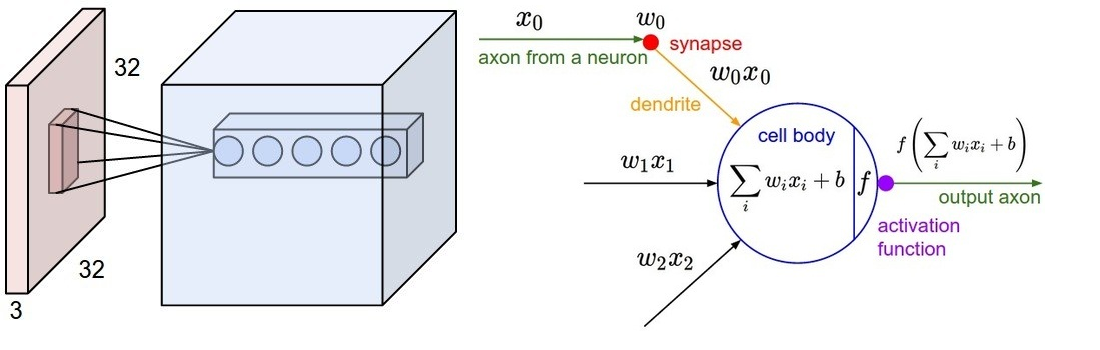 32
32
3
x₀
w₀
axon from a neuron
synapse
w₀x₀
dendrite
cell body
w₁x₁
∑ᵢ wᵢxᵢ + b
f
f(∑ᵢ wᵢxᵢ + b)
output axon
activation
function
w₂x₂